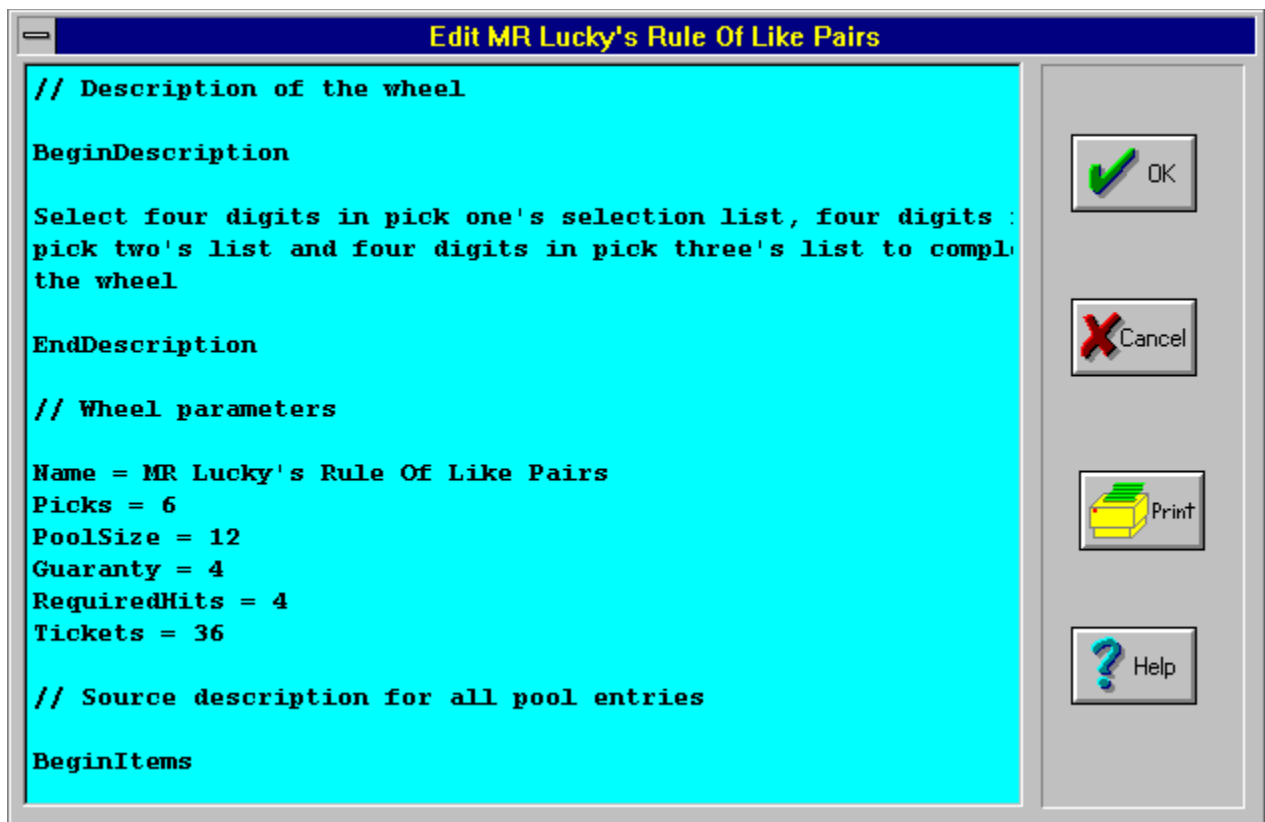 Edit MR Lucky's Rule Of Like Pairs
// Description of the wheel
BeginDescription
Select four digits in pick one's selection list, four digits
pick two's list and four digits in pick three's list to compl
the wheel
EndDescription
// Wheel parameters
Name = MR Lucky's Rule Of Like Pairs
Picks = 6
PoolSize = 12
Guaranty = 4
RequiredHits = 4
Tickets = 36
// Source description for all pool entries
BeginItems
OK
Cancel
Print
Help